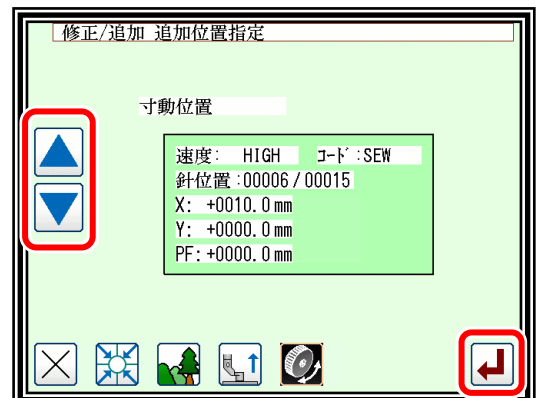 修正/追加 追加位置指定
寸動位置
速度: HIGH ｺｰﾄﾞ:SEW
針位置:00006/00015
X: +0010.0mm
Y: +0000.0mm
PF:+0000.0mm